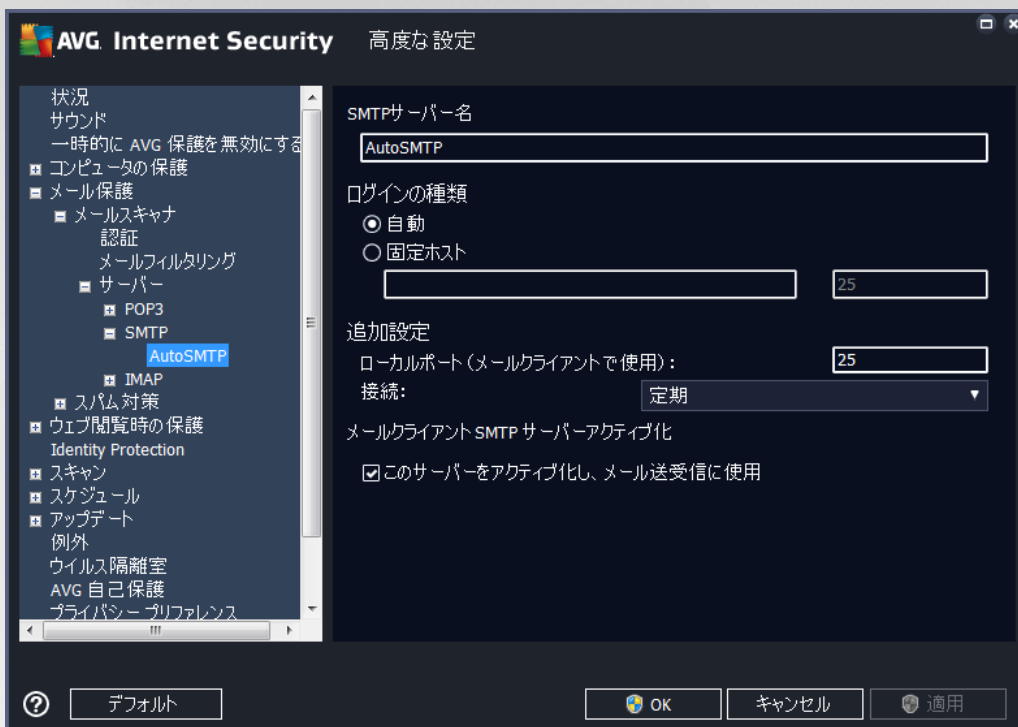 AVG. Internet Security 高度な設定
状況
サウンド
一時的に AVG 保護を無効にする
コンピュータの保護
メール保護
メールスキャナ
認証
メールフィルタリング
サーバー
POP3
SMTP
AutoSMTP
IMAP
スパム対策
ウェブ閲覧時の保護
Identity Protection
スキャン
スケジュール
アップデート
例外
ウイルス隔離室
AVG 自己保護
プライバシー プリファレンス
SMTPサーバー名
AutoSMTP
ログインの種類
自動
固定ホスト
25
追加設定
ローカルポート(メールクライアントで使用): 25
接続: 定期
メールクライアント SMTP サーバーアクティブ化
このサーバーをアクティブ化し、メール送受信に使用
? デフォルト OK キャンセル 適用